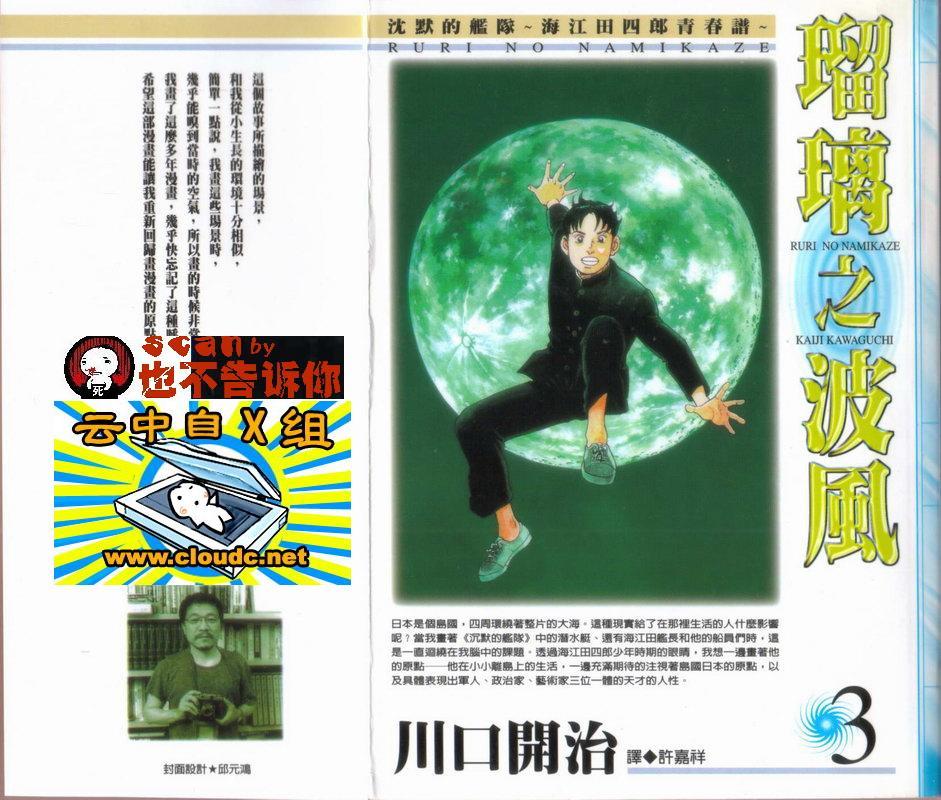 沈默的艦隊~海江田四郎青春譜~
RURI NO NAMIKAZE
瑠璃之波風
RURI NO NAMIKAZE
KAIJI KAWAGUCHI
3
日本是個島國，四周環繞著整片的大海。這種現實給了在那裡生活的人什麼影響
呢？當我畫著《沉默的艦隊》中的潛水艇、還有海江田艦長和他的船員們時，這
是一直迴繞在我腦中的課題。透過海江田四郎少年時期的眼睛，我想一邊畫著他
的原點──他在小小離島上的生活，一邊充滿期待的注視著島國日本的原點，以
及具體表現出軍人、政治家、藝術家三位一體的天才的人性。
川口開治
譯◆許嘉祥
這個故事所描繪的場景，
和我從小生長的環境十分相似，
簡單一點說，我畫這些場景時，
幾乎能嗅到當時的空氣，所以畫的時候非常
我畫了這麼多年漫畫，幾乎快忘記了這種
希望這部漫畫能讓我重新回歸畫漫畫的原點
scan by
也不告诉你
死
云中自X组
www.cloudc.net
封面設計★邱元鴻